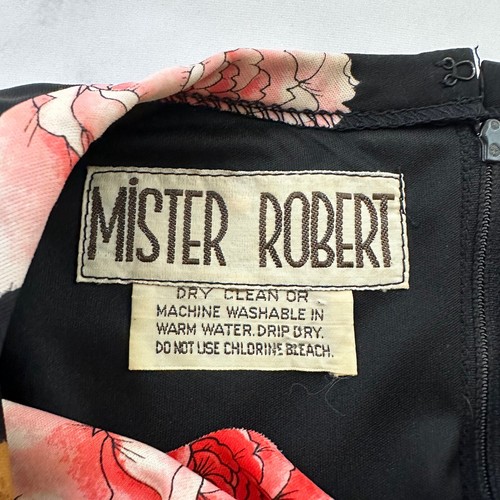 MiSTER ROBERT
DRY CLEAN OR
MACHINE WASHABLE IN
WARM WATER. DRIP DRY.
DO NOT USE CHLORINE BLEACH.